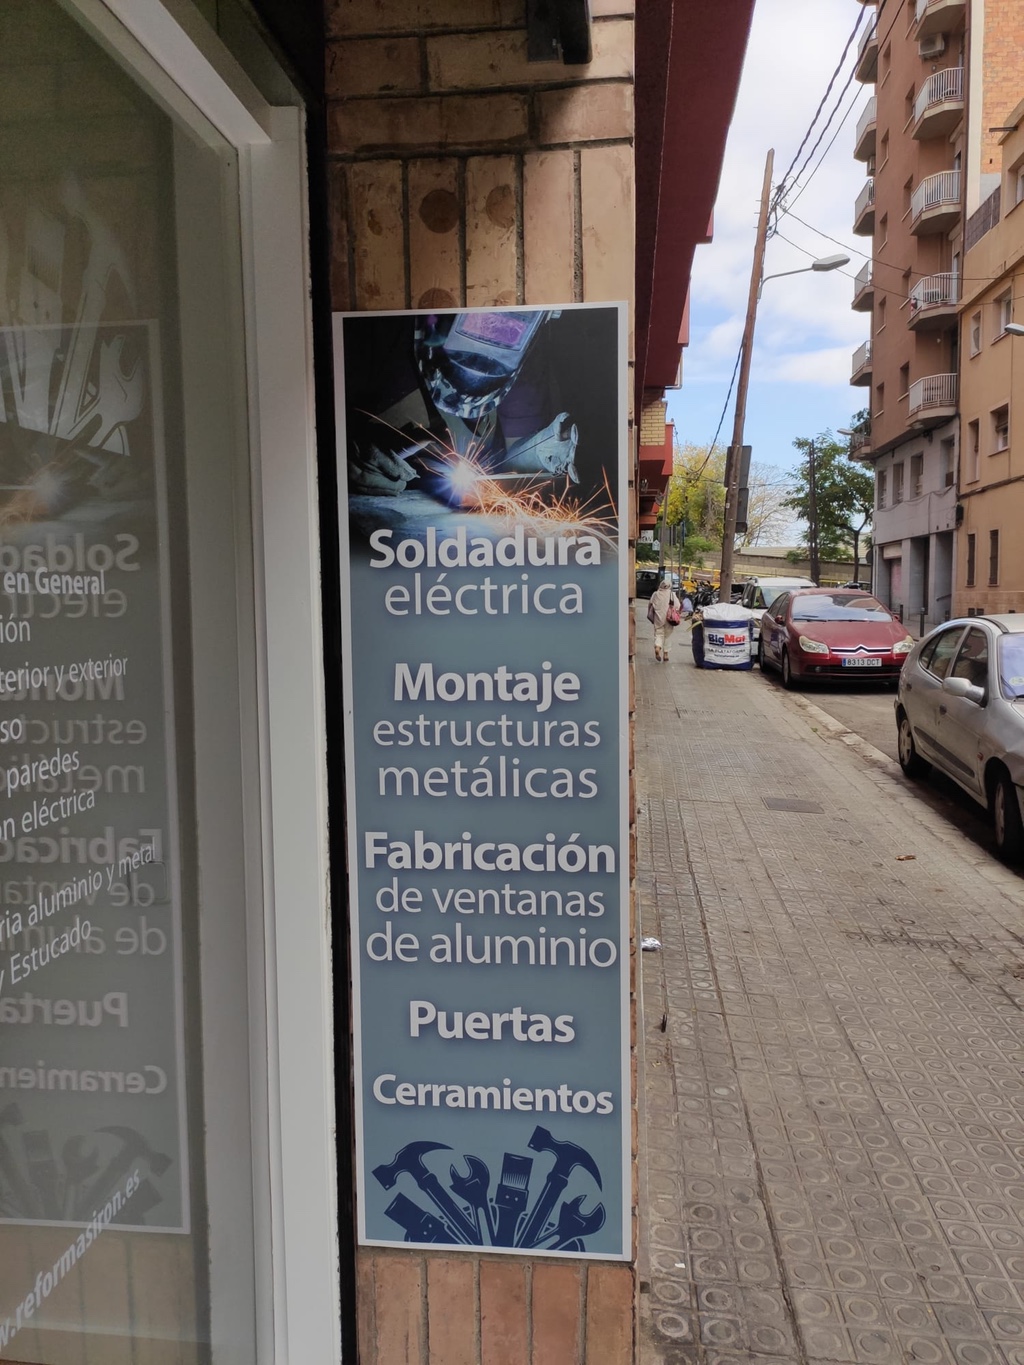 en General
terior y exterior
paredes
eléctrica
aluminio y metal
y Estucado
www.reformasiron.es
Soldadura
eléctrica
Montaje
estructuras
metálicas
Fabricación
de ventanas
de aluminio
Puertas
Cerramientos
BigMat
8313 DCT